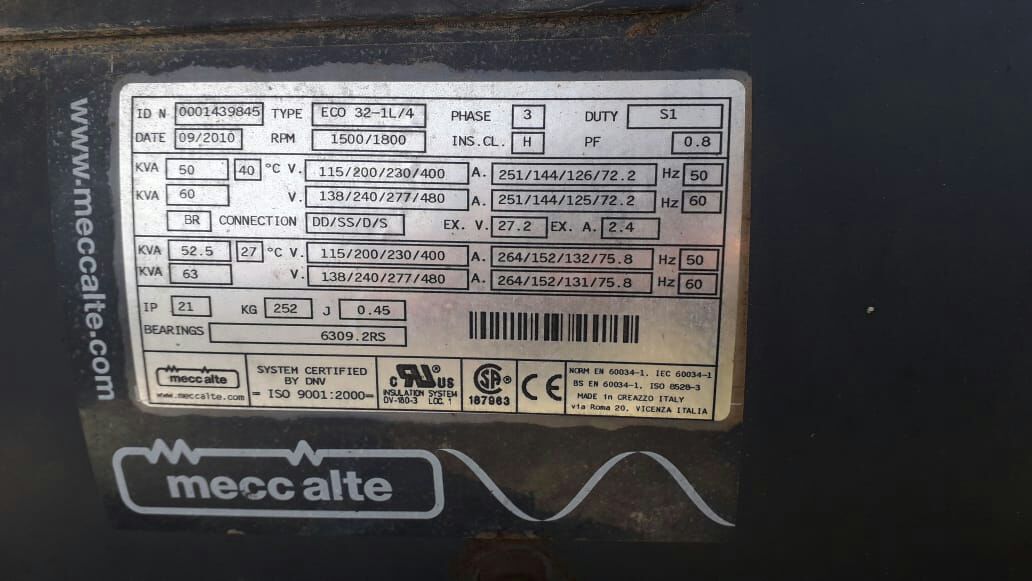 www.meccalte.com
ID N 0001439845 TYPE ECO 32-1L/4 PHASE 3 DUTY S1
DATE 09/2010 RPM 1500/1800 INS.CL. H PF 0.8
KVA 50 40 °C V. 115/200/230/400 A. 251/144/126/72.2 Hz 50
KVA 60 V. 138/240/277/480 A. 251/144/125/72.2 Hz 60
BR CONNECTION DD/SS/D/S EX. V. 27.2 EX. A. 2.4
KVA 52.5 27 °C V. 115/200/230/400 A. 264/152/132/75.8 Hz 50
KVA 63 V. 138/240/277/480 A. 264/152/131/75.8 Hz 60
IP 21 KG 252 J 0.45
BEARINGS 6309.2RS
mecc alte
www.meccalte.com
SYSTEM CERTIFIED
BY DNV
= ISO 9001:2000=
c RU® US
INSULATION SYSTEM
DV-180-3 LOC. 1
SA®
187963
CE
NORM EN 60034-1. IEC 60034-1
BS EN 60034-1. ISO 8528-3
MADE in CREAZZO ITALY
via Roma 20. VICENZA ITALIA
mecc alte